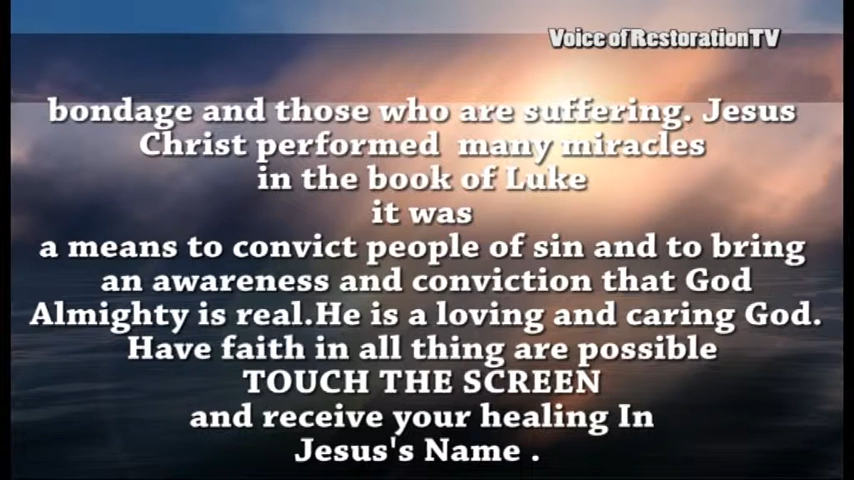 Voice of RestorationTV
bondage and those who are suffering. Jesus
Christ performed  many miracles
in the book of Luke
it was
a means to convict people of sin and to bring
an awareness and conviction that God
Almighty is real.He is a loving and caring God.
Have faith in all thing are possible
TOUCH THE SCREEN
and receive your healing In
Jesus's Name .